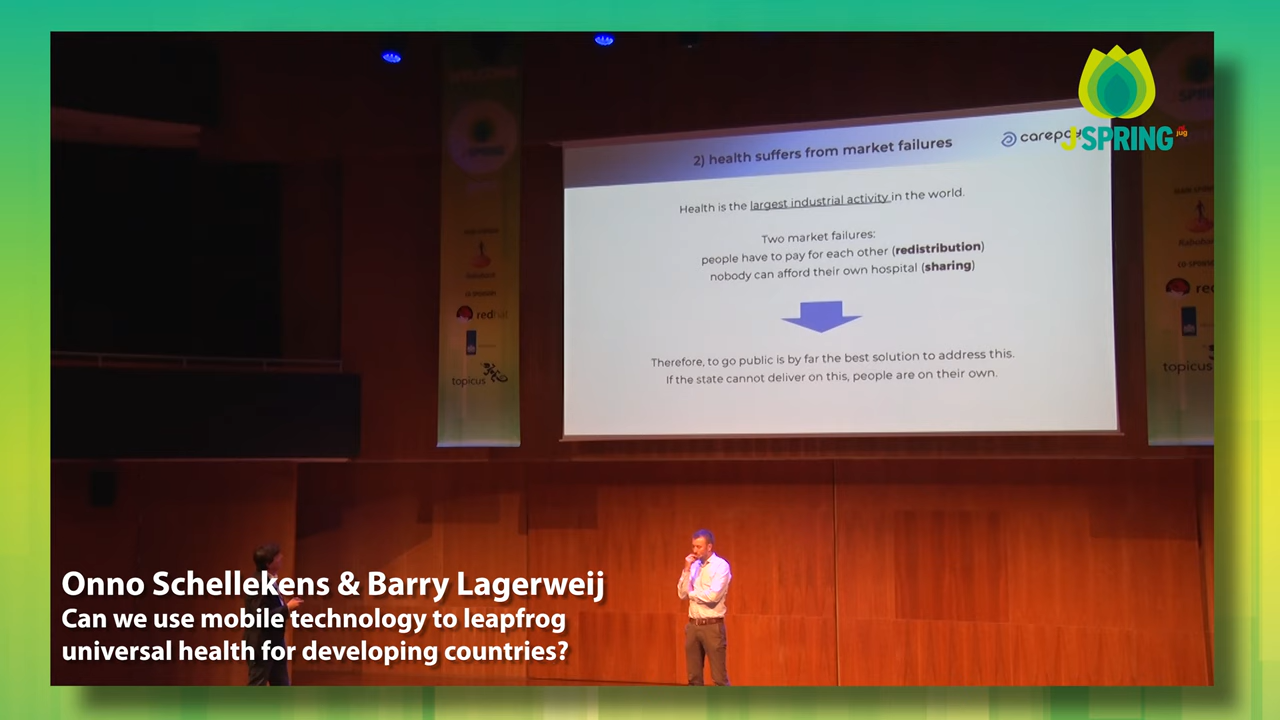 2) health suffers from market failures
carepay
J SPRING
jug
Health is the largest industrial activity in the world.
Two market failures:
people have to pay for each other (redistribution)
nobody can afford their own hospital (sharing)
Therefore, to go public is by far the best solution to address this.
If the state cannot deliver on this, people are on their own.
redhat
topicus
red
topicus
Onno Schellekens & Barry Lagerweij
Can we use mobile technology to leapfrog
universal health for developing countries?